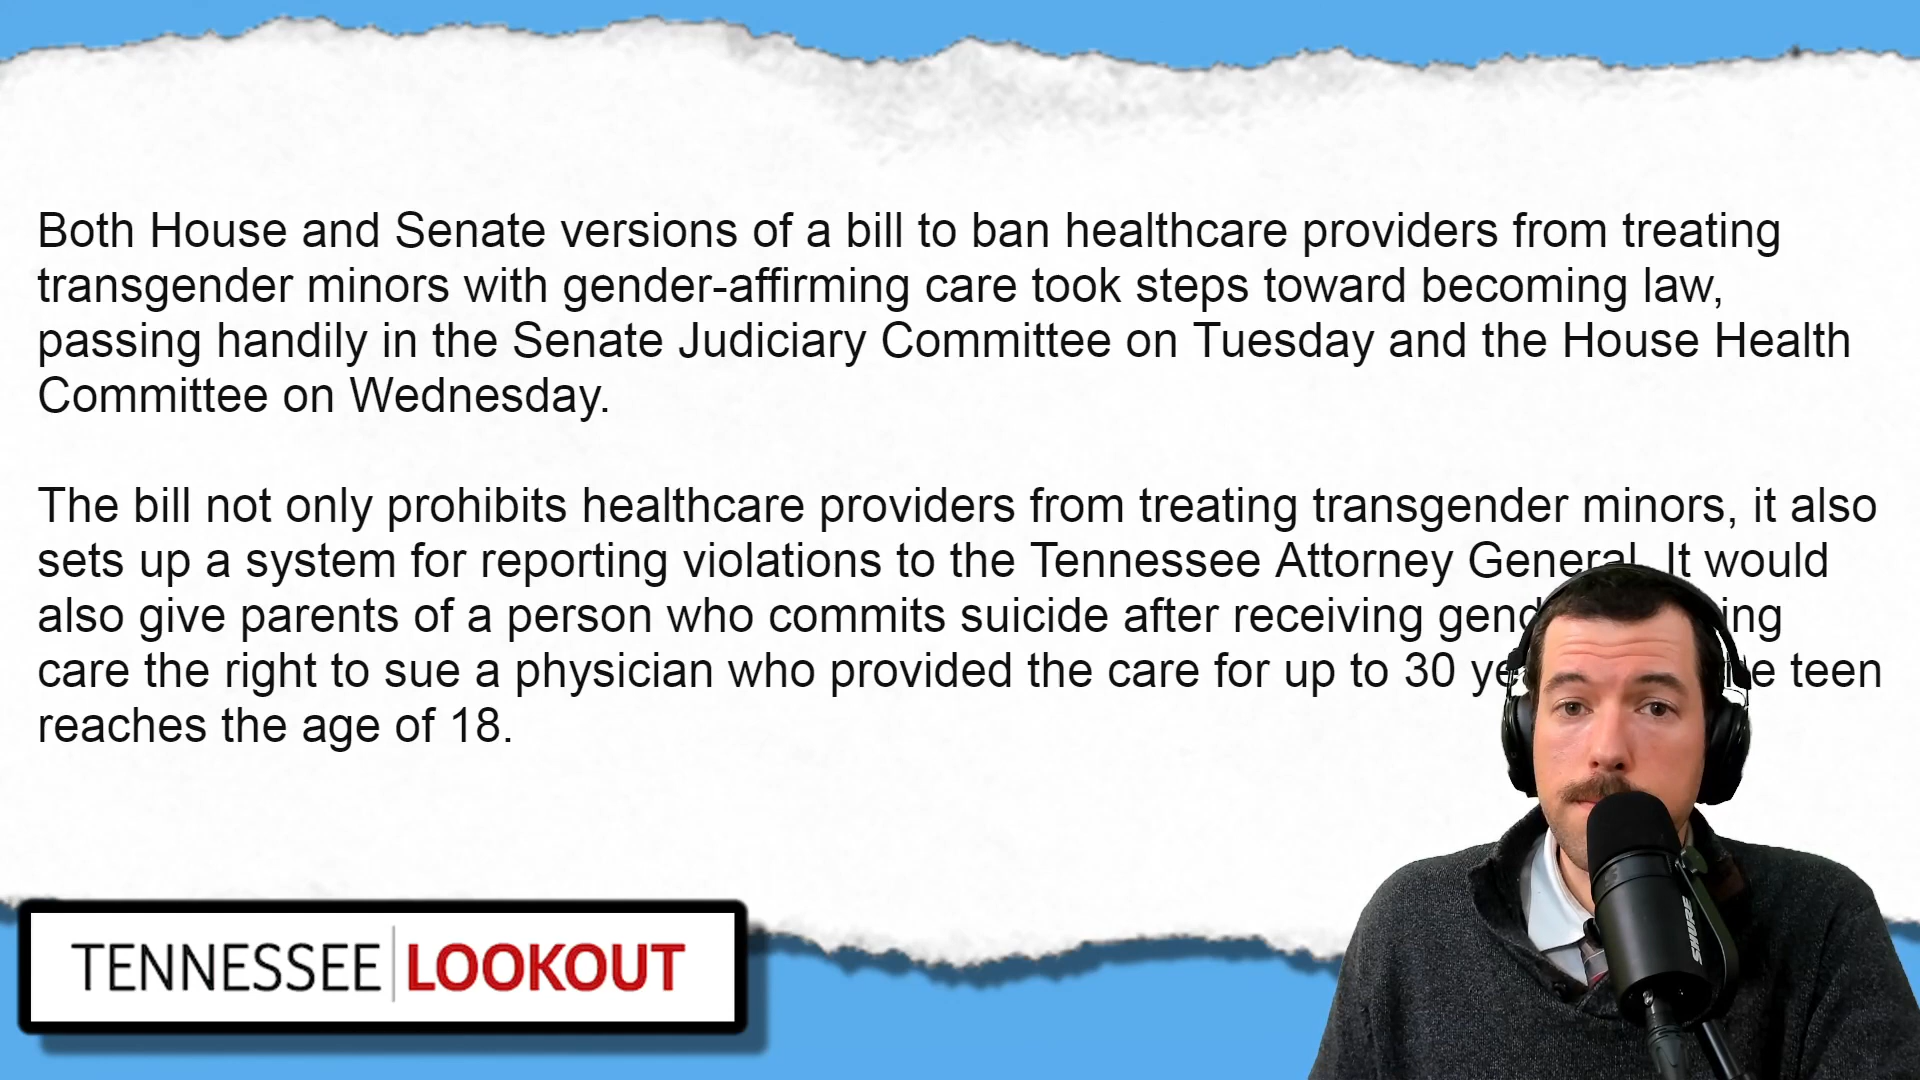 Both House and Senate versions of a bill to ban healthcare providers from treating
transgender minors with gender-affirming care took steps toward becoming law,
passing handily in the Senate Judiciary Committee on Tuesday and the House Health
Committee on Wednesday.
The bill not only prohibits healthcare providers from treating transgender minors, it also
sets up a system for reporting violations to the Tennessee Attorney General. It would
also give parents of a person who commits suicide after receiving
care the right to sue a physician who provided the care for up to 30 teen
reaches the age of 18.
TENNESSEE LOOKOUT
SHURE